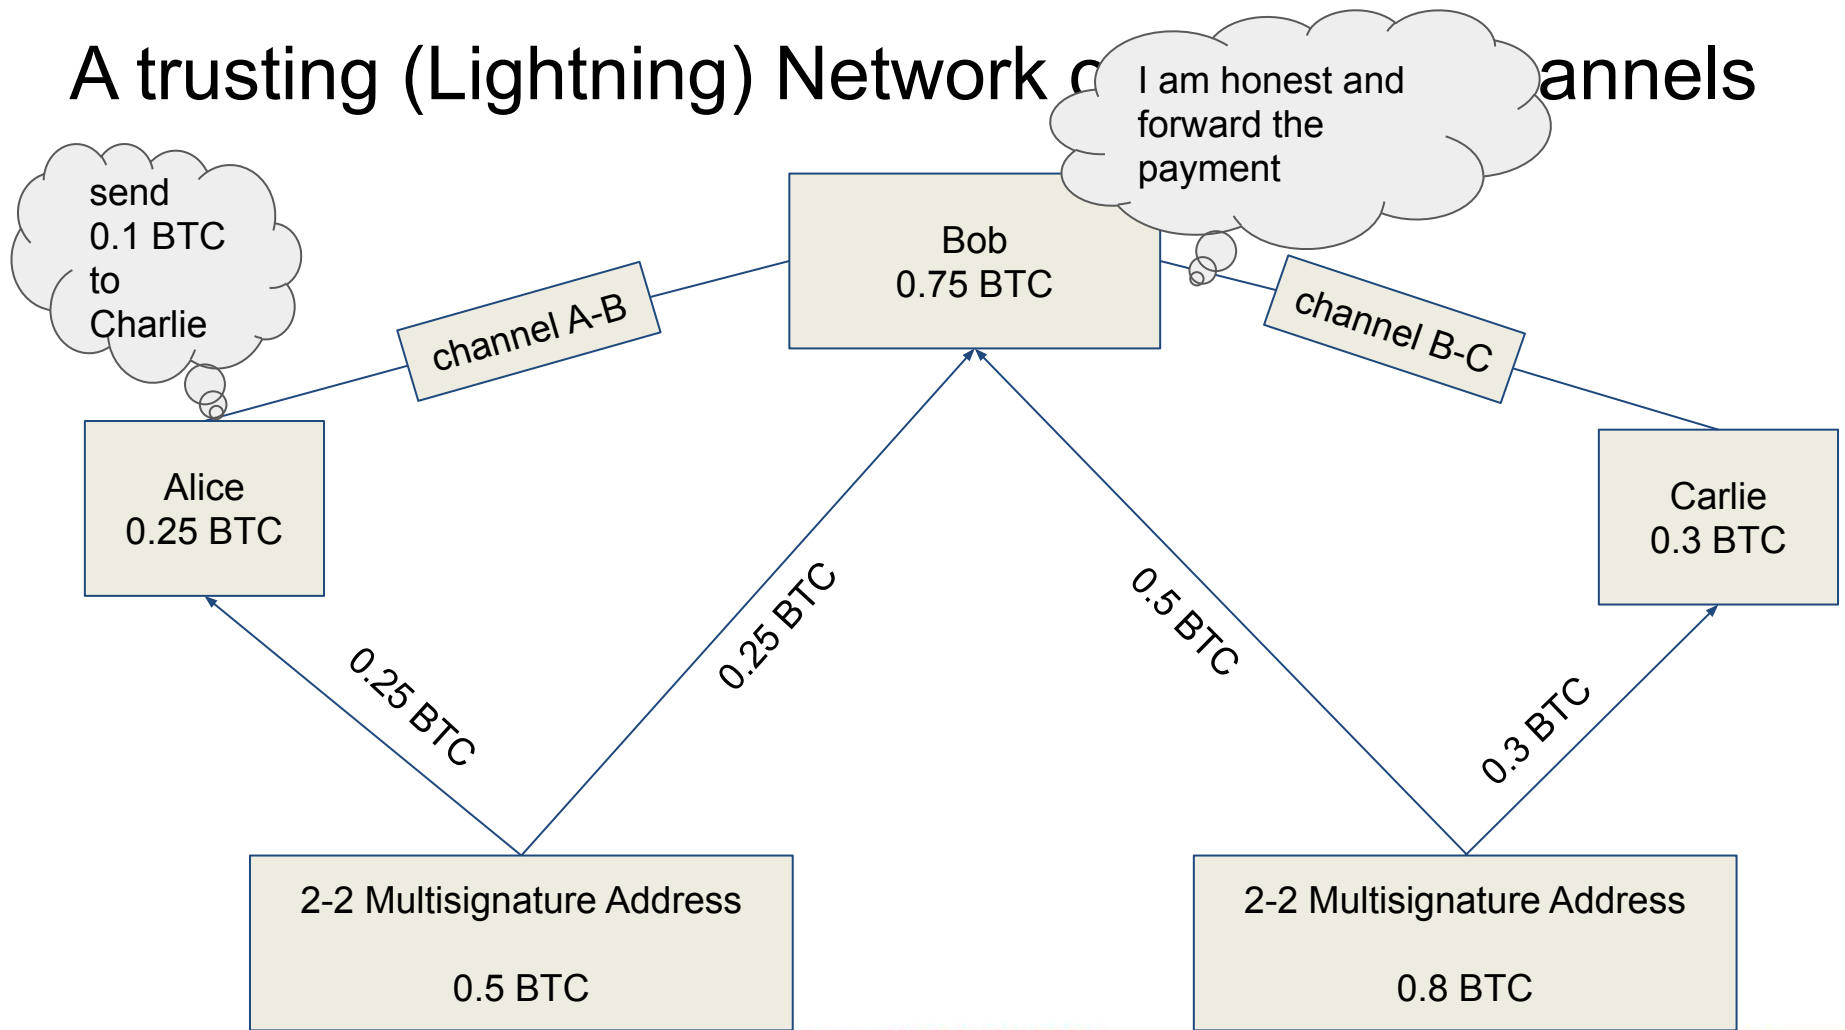 A trusting (Lightning) Network annels
I am honest and
forward the
payment
send
0.1 BTC
to
Charlie
Bob
0.75 BTC
channel A-B
channel B-C
Alice
0.25 BTC
Carlie
0.3 BTC
0.25 BTC
0.25 BTC
0.5 BTC
0.3 BTC
2-2 Multisignature Address
0.5 BTC
2-2 Multisignature Address
0.8 BTC